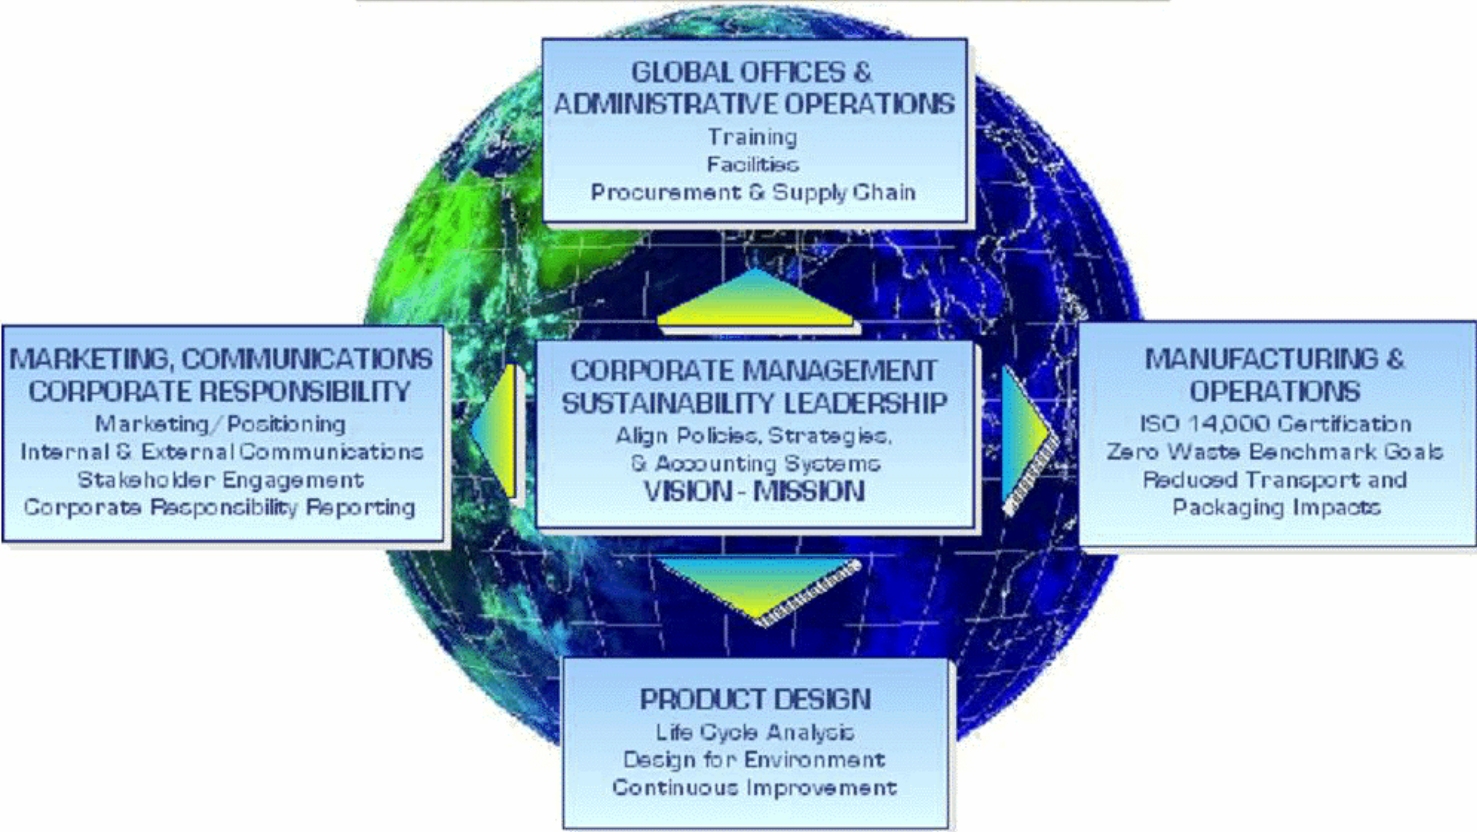 GLOBAL OFFICES &
ADMINISTRATIVE OPERATIONS
Training
Facilities
Procurement & Supply Chain
MARKETING, COMMUNICATIONS
CORPORATE RESPONSIBILITY
Marketing/Positioning
Internal & External Communications
Stakeholder Engagement
Corporate Responsibility Reporting
CORPORATE MANAGEMENT
SUSTAINABILITY LEADERSHIP
Align Policies, Strategies,
& Accounting Systems
VISION - MISSION
MANUFACTURING &
OPERATIONS
ISO 14,000 Certification
Zero Waste Benchmark Goals
Reduced Transport and
Packaging Impacts
PRODUCT DESIGN
Life Cycle Analysis
Design for Environment
Continuous Improvement